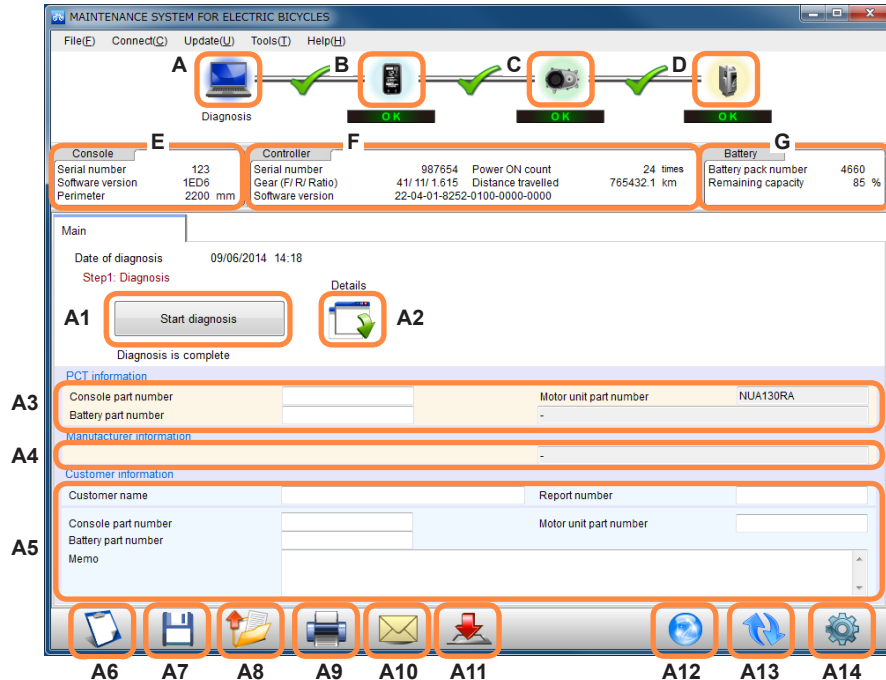 MAINTENANCE SYSTEM FOR ELECTRIC BICYCLES
File(F) Connect(C) Update(U) Tools(T) Help(H)
A B C D
Diagnosis OK OK OK
E F G
Console Controller Battery
Serial number 123 Serial number 987654 Power ON count 24 times Battery pack number 4660
Software version 1ED6 Gear (F/ R/ Ratio) 41/ 11/ 1.615 Distance travelled 765432.1 km Remaining capacity 85 %
Perimeter 2200 mm Software version 22-04-01-8252-0100-0000-0000
Main
Date of diagnosis 09/06/2014 14:18
Step1: Diagnosis
Details
A1 Start diagnosis A2
Diagnosis is complete
PCT information
A3 Console part number Motor unit part number NUA130RA
Battery part number -
Manufacturer information
A4 -
Customer information
Customer name Report number
Console part number Motor unit part number
A5 Battery part number
Memo
A6 A7 A8 A9 A10 A11 A12 A13 A14